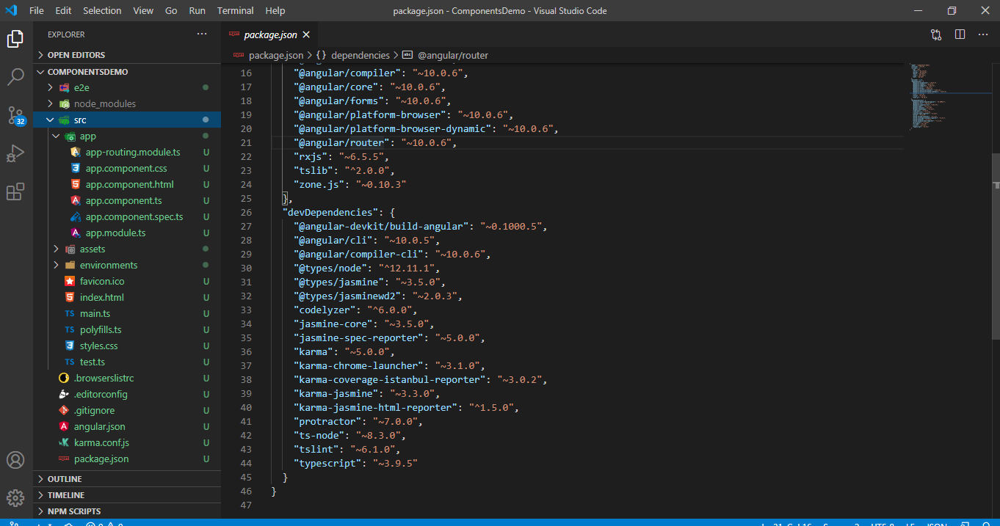 File Edit Selection View Go Run Terminal Help package.json - ComponentsDemo - Visual Studio Code
EXPLORER
OPEN EDITORS
COMPONENTSDEMO
e2e
node_modules
src
app
app-routing.module.ts U
app.component.css U
app.component.html U
app.component.ts U
app.component.spec.ts U
app.module.ts U
assets
environments
favicon.ico U
index.html U
TS main.ts U
TS polyfills.ts U
styles.css U
TS test.ts U
.browserslistrc U
.editorconfig U
.gitignore U
angular.json U
karma.conf.js U
package.json U
OUTLINE
TIMELINE
NPM SCRIPTS
32
package.json
package.json > {} dependencies > abc @angular/router
16 "@angular/compiler": "~10.0.6",
17 "@angular/core": "~10.0.6",
18 "@angular/forms": "~10.0.6",
19 "@angular/platform-browser": "~10.0.6",
20 "@angular/platform-browser-dynamic": "~10.0.6",
21 "@angular/router": "~10.0.6",
22 "rxjs": "~6.5.5",
23 "tslib": "^2.0.0",
24 "zone.js": "~0.10.3"
25 },
26 "devDependencies": {
27 "@angular-devkit/build-angular": "~0.1000.5",
28 "@angular/cli": "~10.0.5",
29 "@angular/compiler-cli": "~10.0.6",
30 "@types/node": "^12.11.1",
31 "@types/jasmine": "~3.5.0",
32 "@types/jasminewd2": "~2.0.3",
33 "codelyzer": "^6.0.0",
34 "jasmine-core": "~3.5.0",
35 "jasmine-spec-reporter": "~5.0.0",
36 "karma": "~5.0.0",
37 "karma-chrome-launcher": "~3.1.0",
38 "karma-coverage-istanbul-reporter": "~3.0.2",
39 "karma-jasmine": "~3.3.0",
40 "karma-jasmine-html-reporter": "^1.5.0",
41 "protractor": "~7.0.0",
42 "ts-node": "~8.3.0",
43 "tslint": "~6.1.0",
44 "typescript": "~3.9.5"
45 }
46 }
47